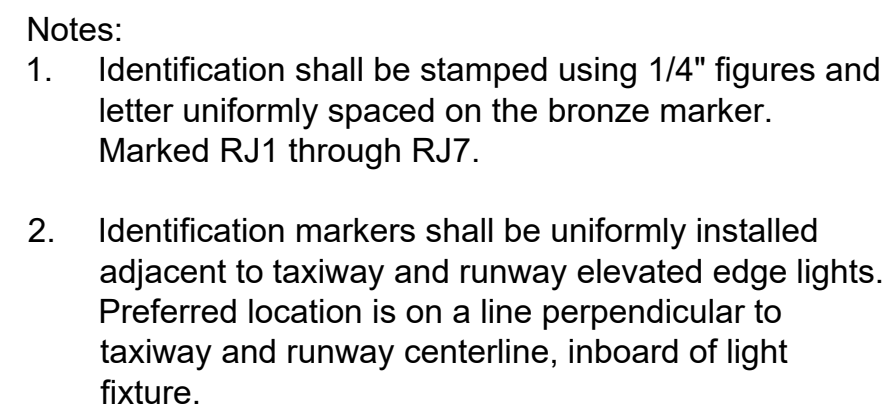 Notes:
1. Identification shall be stamped using 1/4" figures and
letter uniformly spaced on the bronze marker.
Marked RJ1 through RJ7.
2. Identification markers shall be uniformly installed
adjacent to taxiway and runway elevated edge lights.
Preferred location is on a line perpendicular to
taxiway and runway centerline, inboard of light
fixture.